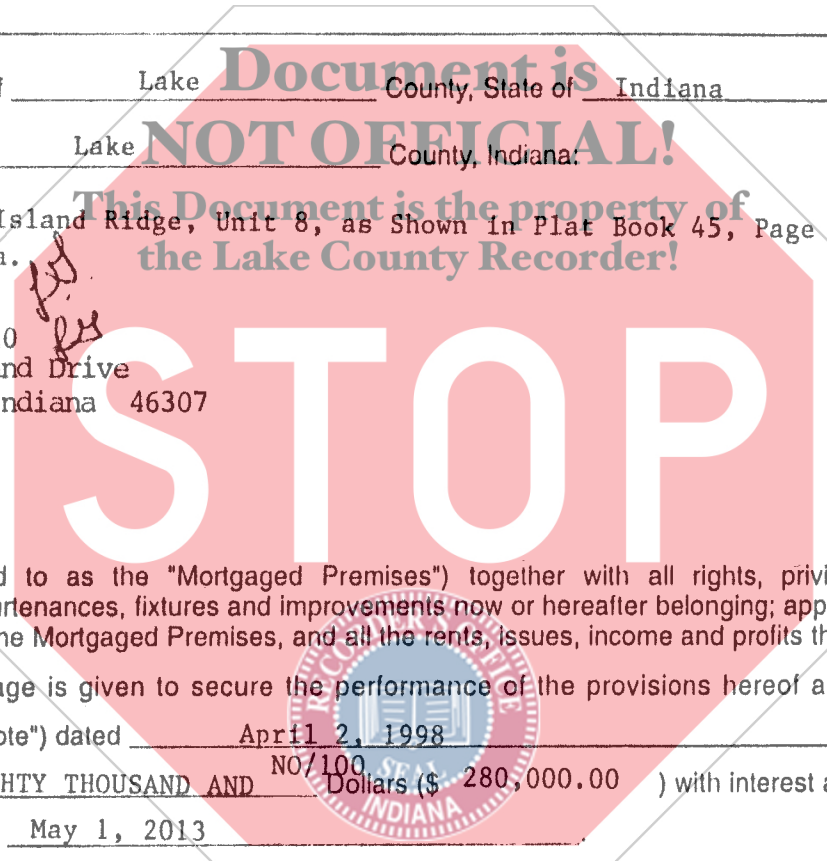 Document is
Lake County, State of Indiana
NOT OFFICIAL!
Lake County, Indiana:
This Document is the property of
Island Ridge, Unit 8, as Shown in Plat Book 45, Page
the Lake County Recorder!
0
nd Drive
ndiana 46307
STOP
d to as the "Mortgaged Premises") together with all rights, privi
rtenances, fixtures and improvements now or hereafter belonging; app
he Mortgaged Premises, and all the rents, issues, income and profits th
age is given to secure the performance of the provisions hereof a
ote") dated April 2, 1998
HTY THOUSAND AND NO/100 Dollars ($ 280,000.00 ) with interest a
May 1, 2013
RECORDER'S OFFICE
SEAL
INDIANA